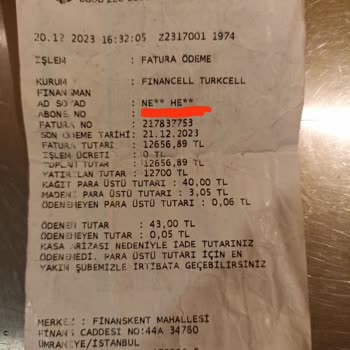 20.12 2023 16:32:05 22317001 1974
İŞLEM : FATURA ÖDEME
KURUM : FINANCELL TURKCELL
FINANSMAN
AD SOYAD : NE** HE**
ABONE NO :
FATURA NO : 217837753
SON ÖDEME TARİHİ: 21.12.2023
FATURA TUTARI : 12656,89 TL
İŞLEM ÜCRETİ : 0 TL
TOPLAM TUTAR : 12656,89 TL
YATIRILAN TUTAR : 12700 TL
KAĞIT PARA ÜSTÜ TUTARI : 40,00 TL
MADENİ PARA ÜSTÜ TUTARI : 3,05 TL
ÖDENEMEYEN PARA ÜSTÜ TUTARI : 0,06 TL
ÖDENEN TUTAR : 43,00 TL
ÖDENEMEYEN TUTAR : 0,05 TL
KASA ARIZASI NEDENİYLE İADE TUTARINIZ
ÖDENEMEDİ. PARA ÜSTÜ TUTARI İÇİN EN
YAKIN ŞUBEMİZLE İRTİBATA GEÇEBİLİRSİNİZ
MERKEZ : FİNANSKENT MAHALLESİ
FİNANS CADDESİ NO:44A 34760
ÜMRANİYE/İSTANBUL